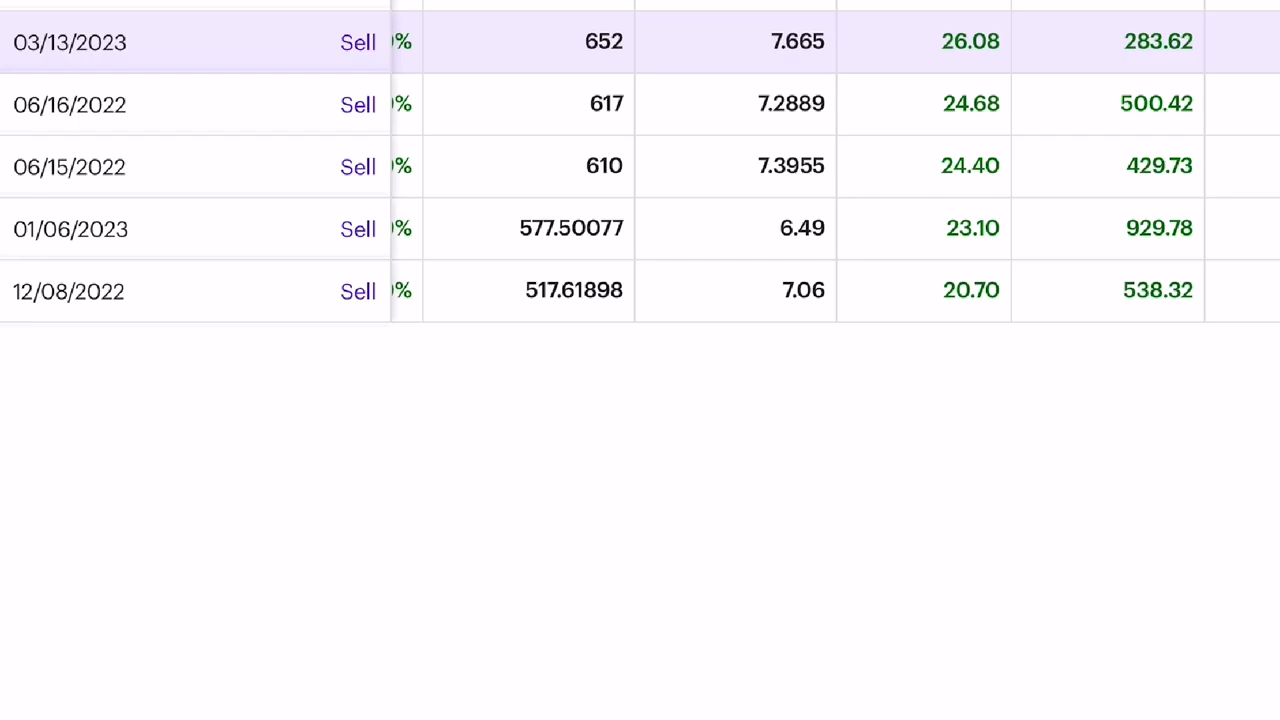 03/13/2023 Sell % 652 7.665 26.08 283.62
06/16/2022 Sell % 617 7.2889 24.68 500.42
06/15/2022 Sell % 610 7.3955 24.40 429.73
01/06/2023 Sell % 577.50077 6.49 23.10 929.78
12/08/2022 Sell % 517.61898 7.06 20.70 538.32